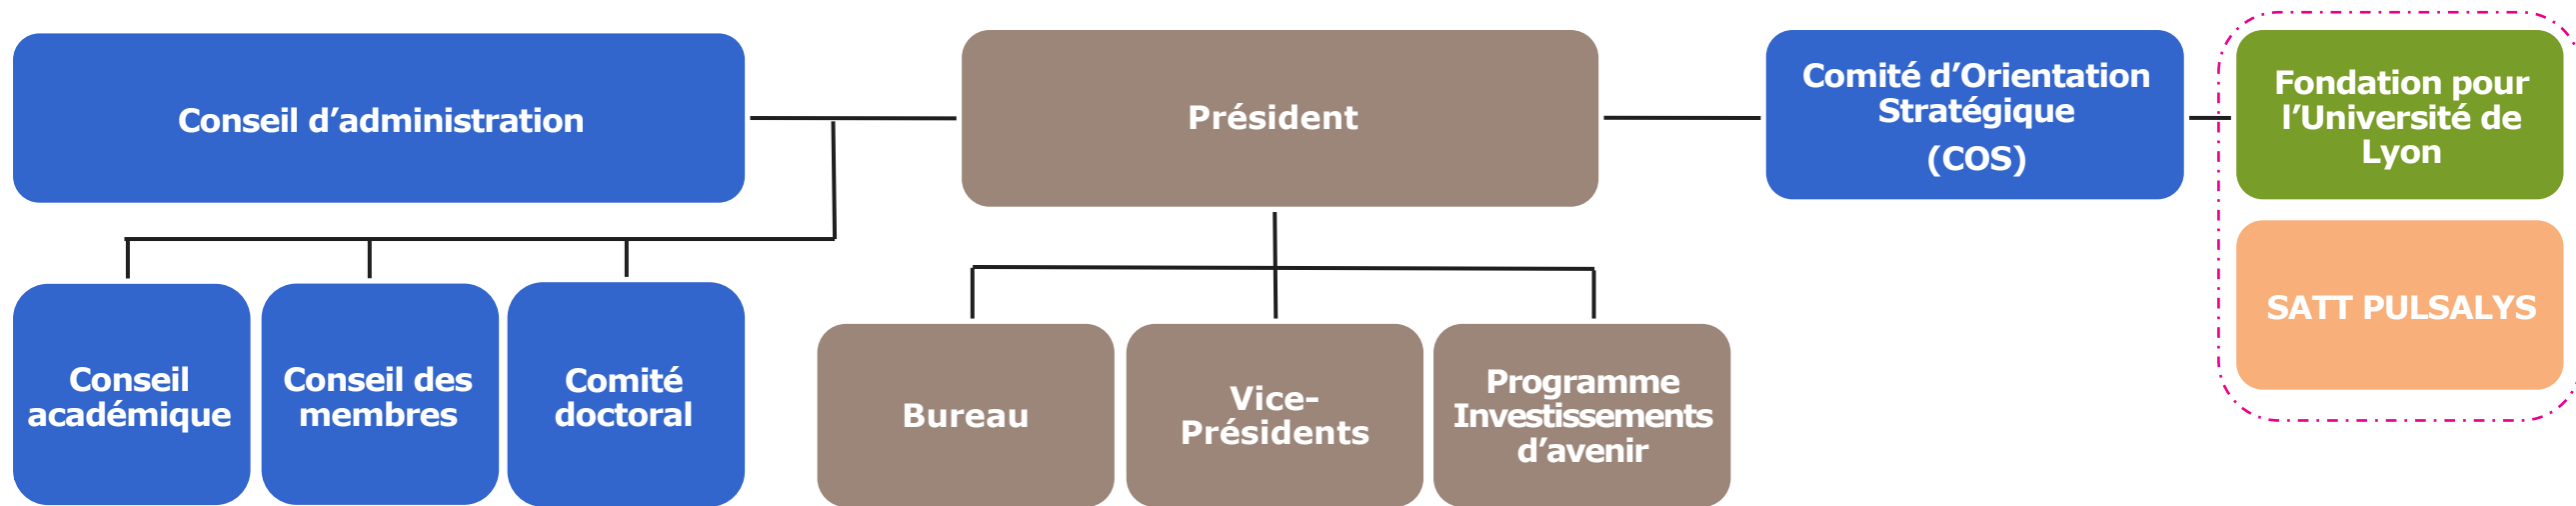 Conseil d’administration
Président
Comité d’Orientation
Stratégique
(COS)
Fondation pour
l’Université de
Lyon
SATT PULSALYS
Conseil
académique
Conseil des
membres
Comité
doctoral
Bureau
Vice-
Présidents
Programme
Investissements
d’avenir